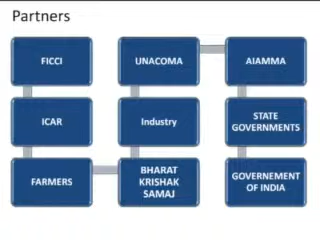 Partners
FICCI
ICAR
FARMERS
BHARAT
KRISHAK
SAMAJ
Industry
UNACOMA
AIAMMA
STATE
GOVERNMENTS
GOVERNEMENT
OF INDIA